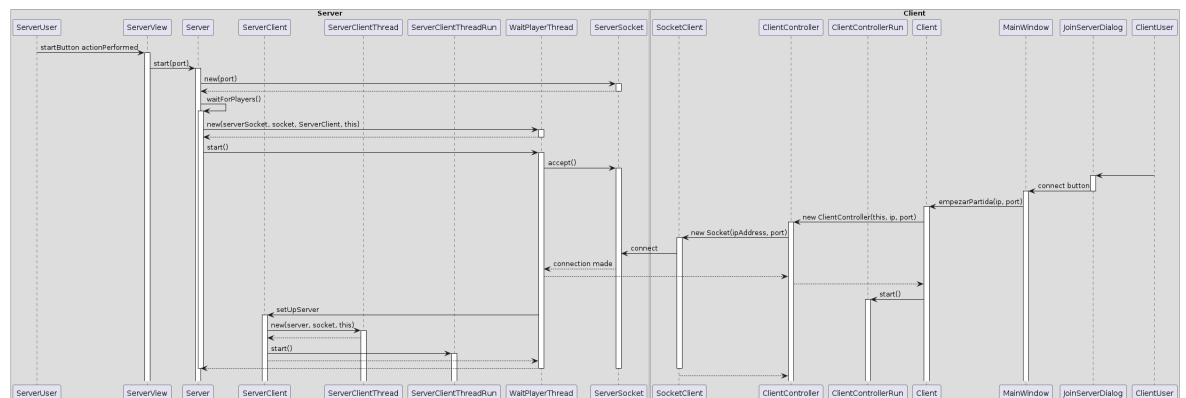 Server
Client
ServerUser
ServerView
Server
ServerClient
ServerClientThread
ServerClientThreadRun
WaitPlayerThread
ServerSocket
SocketClient
ClientController
ClientControllerRun
Client
MainWindow
JoinServerDialog
ClientUser
startButton actionPerformed
start(port)
new(port)
waitForPlayers()
new(serverSocket, socket, ServerClient, this)
start()
accept()
connect button
empezarPartida(ip, port)
new ClientController(this, ip, port)
new Socket(ipAddress, port)
connect
connection made
start()
setUpServer
new(server, socket, this)
start()
ServerUser
ServerView
Server
ServerClient
ServerClientThread
ServerClientThreadRun
WaitPlayerThread
ServerSocket
SocketClient
ClientController
ClientControllerRun
Client
MainWindow
JoinServerDialog
ClientUser